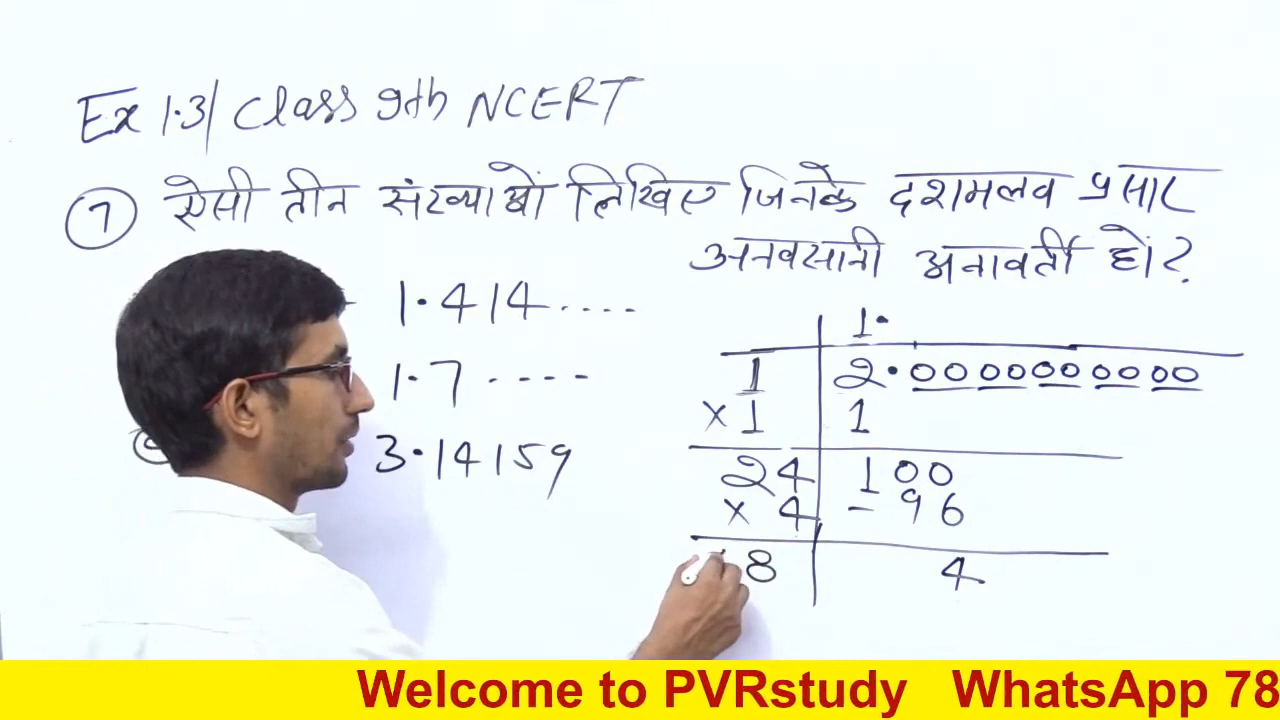 Ex 1.3| Class 9th NCERT
7 ऐसी तीन संख्याओं लिखिए जिनके दशमलव प्रसार
अनवसानी अनावर्ती हों?
1.414....
1.7....
3.14159
1.
1 2.0000000000
×1 1
24 100
× 4 - 96
8 4
Welcome to PVRstudy WhatsApp 78